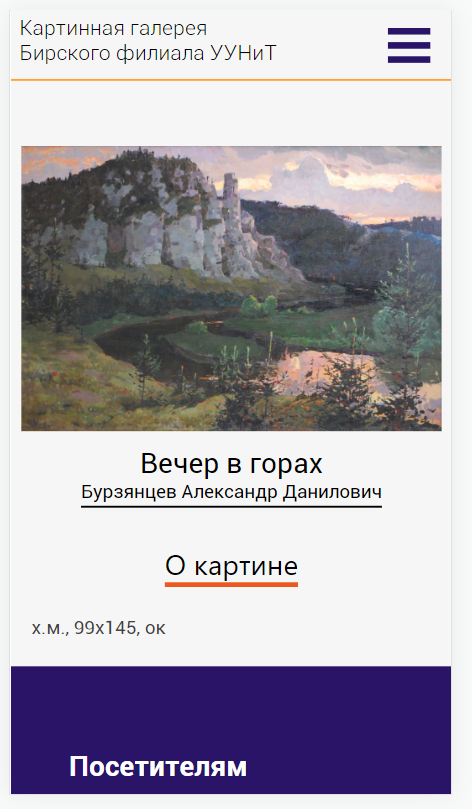 Картинная галерея
Бирского филиала УУНиТ
Вечер в горах
Бурзянцев Александр Данилович
О картине
х.м., 99х145, ок
Посетителям